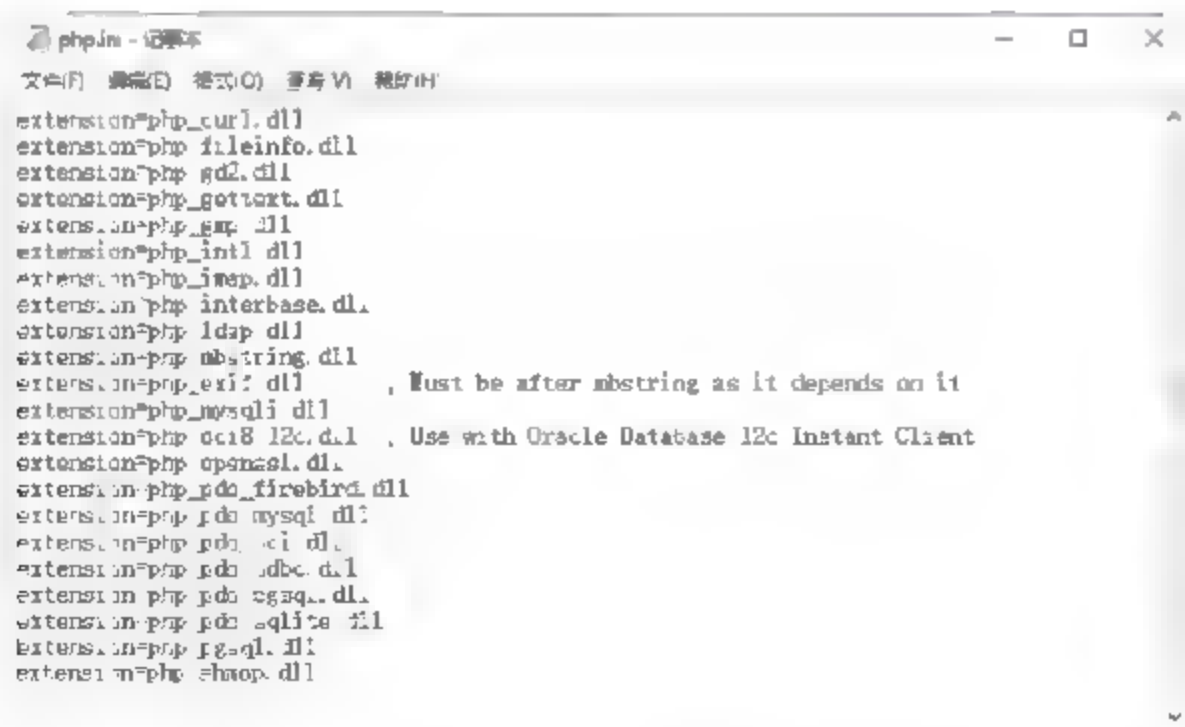 php.ini - 记事本
文件(F) 编辑(E) 格式(O) 查看(V) 帮助(H)
extension=php_curl.dll
extension=php_fileinfo.dll
extension=php_gd2.dll
extension=php_gettext.dll
extension=php_gmp.dll
extension=php_intl.dll
extension=php_imap.dll
extension=php_interbase.dll
extension=php_ldap.dll
extension=php_mbstring.dll
extension=php_exif.dll ; Must be after mbstring as it depends on it
extension=php_mysqli.dll
extension=php_oci8_12c.dll ; Use with Oracle Database 12c Instant Client
extension=php_openssl.dll
extension=php_pdo_firebird.dll
extension=php_pdo_mysql.dll
extension=php_pdo_oci.dll
extension=php_pdo_odbc.dll
extension=php_pdo_pgsql.dll
extension=php_pdo_sqlite.dll
extension=php_pgsql.dll
extension=php_shmop.dll